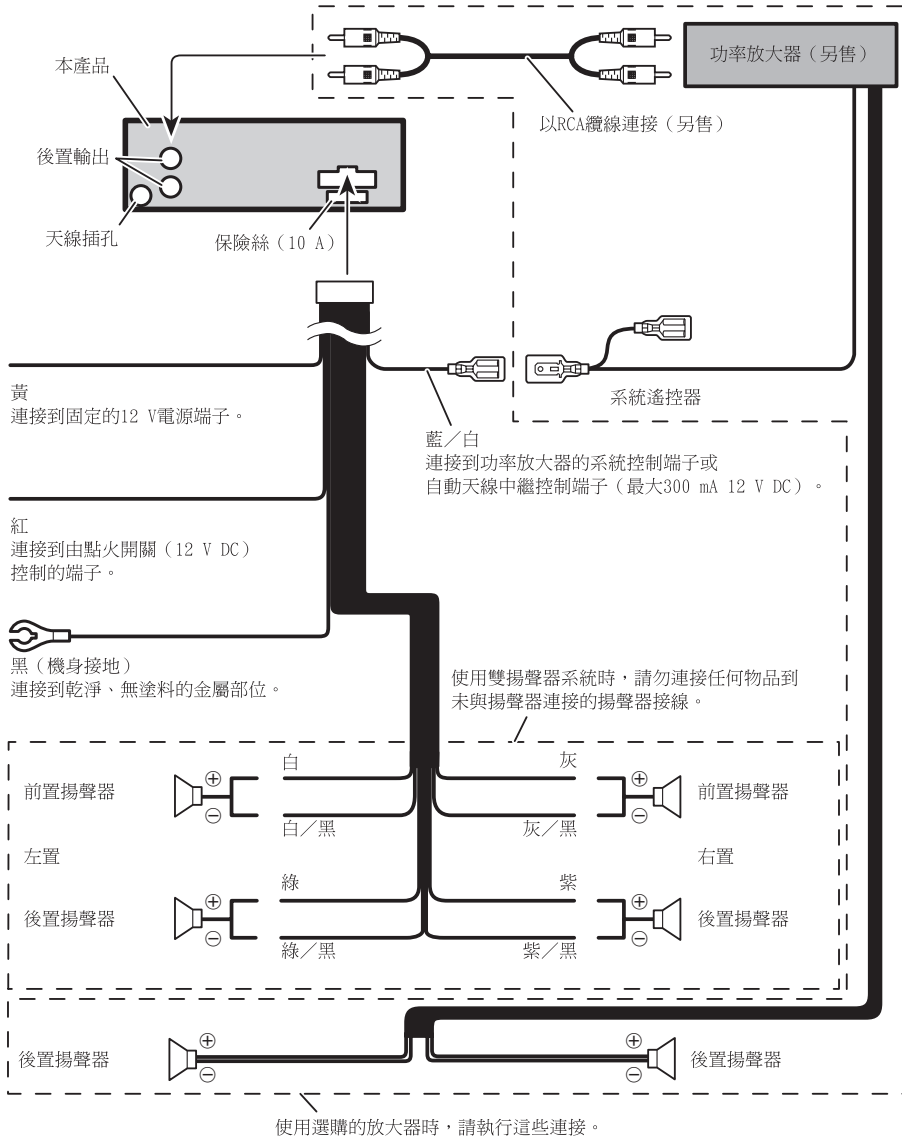 功率放大器（另售）
本產品
以RCA纜線連接（另售）
後置輸出
天線插孔
保險絲（10 A）
系統遙控器
黃
連接到固定的12 V電源端子。
藍／白
連接到功率放大器的系統控制端子或
自動天線中繼控制端子（最大300 mA 12 V DC）。
紅
連接到由點火開關（12 V DC）
控制的端子。
黑（機身接地）
連接到乾淨、無塗料的金屬部位。
使用雙揚聲器系統時，請勿連接任何物品到
未與揚聲器連接的揚聲器接線。
白
灰
前置揚聲器
⊕
⊕
前置揚聲器
⊖
⊖
白／黑
灰／黑
左置
右置
綠
紫
後置揚聲器
⊕
⊕
後置揚聲器
⊖
⊖
綠／黑
紫／黑
後置揚聲器
⊕
⊕
後置揚聲器
⊖
⊖
使用選購的放大器時，請執行這些連接。